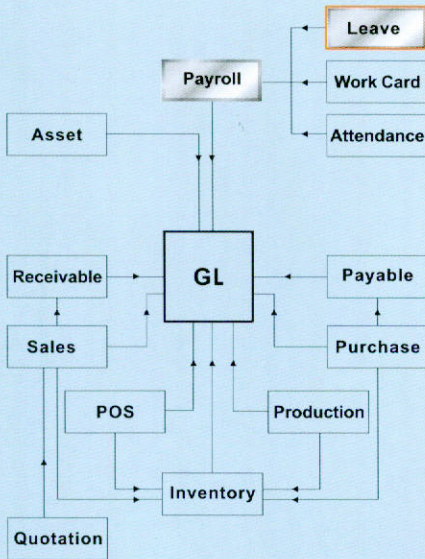 Leave
Payroll
Work Card
Asset
Attendance
Receivable
GL
Payable
Sales
Purchase
POS
Production
Inventory
Quotation